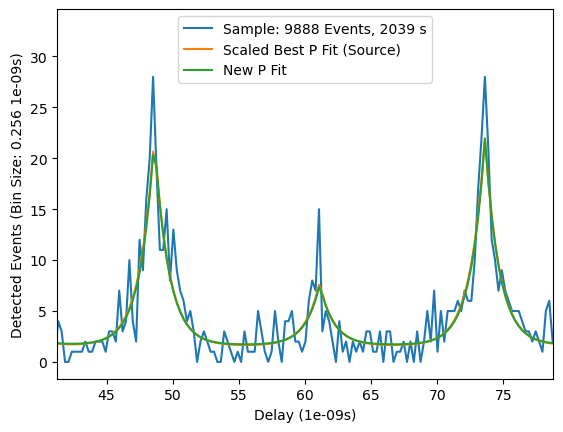 Sample: 9888 Events, 2039 s
Scaled Best P Fit (Source)
New P Fit
Detected Events (Bin Size: 0.256 1e-09s)
30
25
20
15
10
5
0
45 50 55 60 65 70 75
Delay (1e-09s)